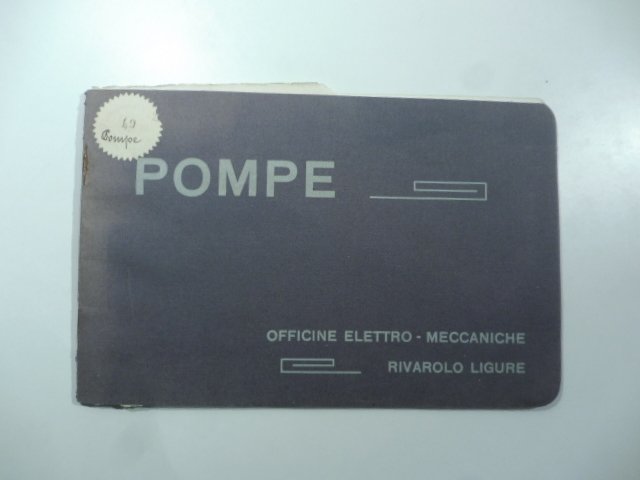 49
Pompe
POMPE
OFFICINE ELETTRO - MECCANICHE
RIVAROLO LIGURE